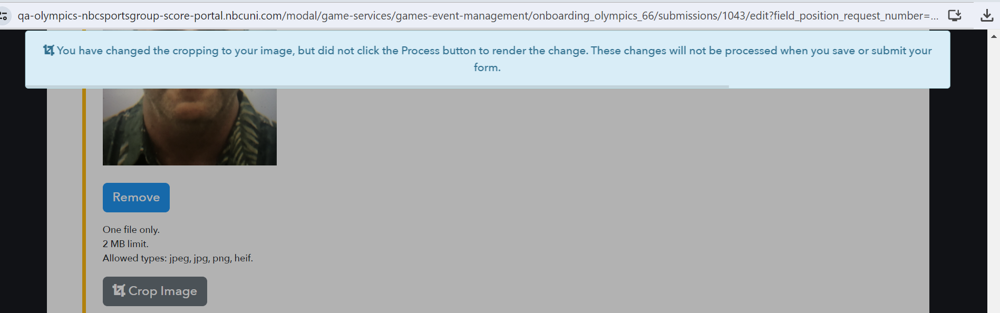 qa-olympics-nbcsportsgroup-score-portal.nbcuni.com/modal/game-services/games-event-management/onboarding_olympics_66/submissions/1043/edit?field_position_request_number=...
You have changed the cropping to your image, but did not click the Process button to render the change. These changes will not be processed when you save or submit your
form.
Remove
One file only.
2 MB limit.
Allowed types: jpeg, jpg, png, heif.
Crop Image